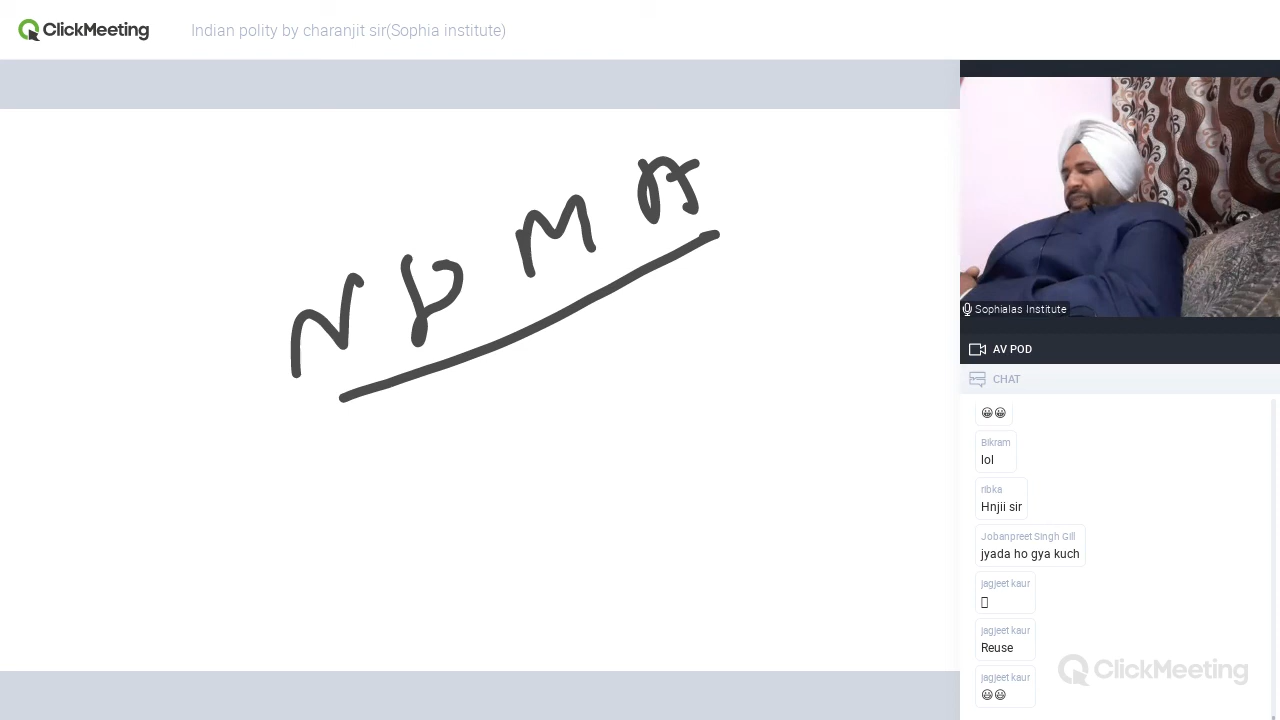 ClickMeeting
Indian polity by charanjit sir(Sophia institute)
N D M A
Sophialas Institute
AV POD
CHAT
😀😀
Bikram
lol
ribka
Hnjii sir
Jobanpreet Singh Gill
jyada ho gya kuch
jagjeet kaur
jagjeet kaur
Reuse
jagjeet kaur
😃😃
ClickMeeting